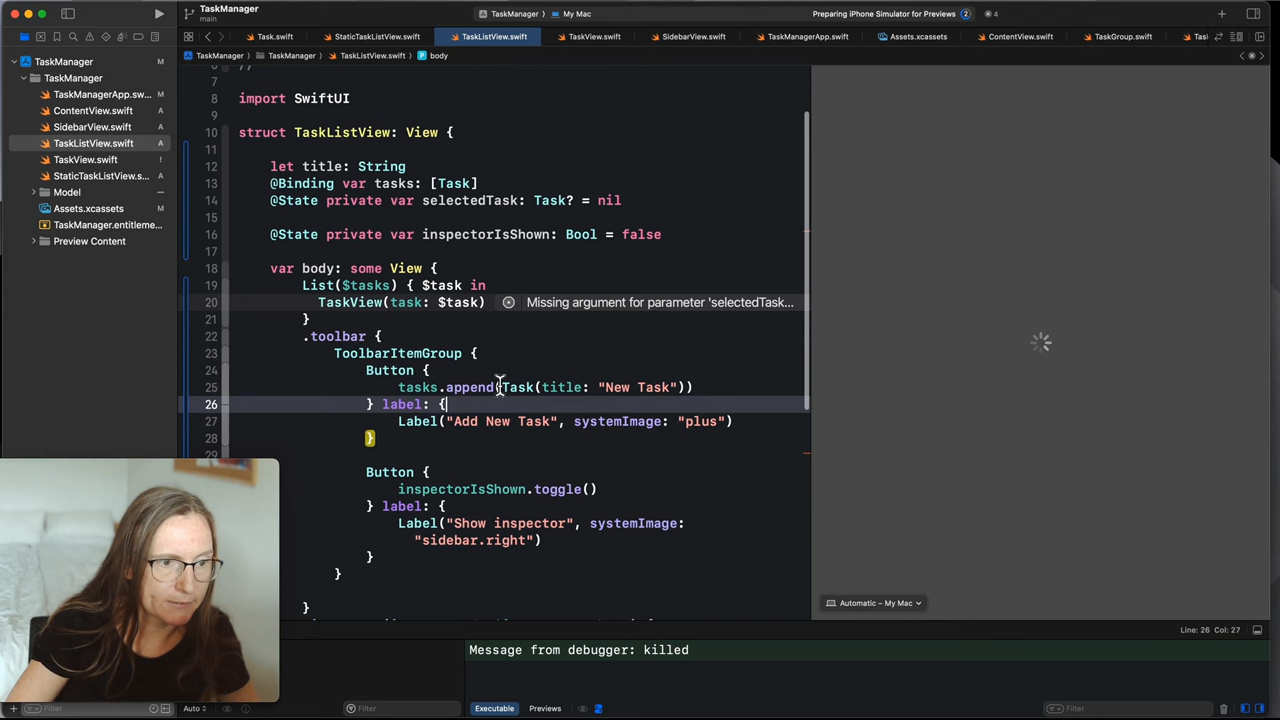 TaskManager
main
TaskManager
My Mac
Preparing iPhone Simulator for Previews
2
4
Task.swift
StaticTaskListView.swift
TaskListView.swift
TaskView.swift
SidebarView.swift
TaskManagerApp.swift
Assets.xcassets
ContentView.swift
TaskGroup.swift
TaskManager
TaskManager
TaskListView.swift
body
TaskManager
M
TaskManager
TaskManagerApp.sw...
M
ContentView.swift
A
SidebarView.swift
A
TaskListView.swift
A
TaskView.swift
!
StaticTaskListView.s...
A
Model
Assets.xcassets
A
TaskManager.entitleme...
Preview Content
7
8 import SwiftUI
9
10 struct TaskListView: View {
11
12 let title: String
13 @Binding var tasks: [Task]
14 @State private var selectedTask: Task? = nil
15
16 @State private var inspectorIsShown: Bool = false
17
18 var body: some View {
19 List($tasks) { $task in
20 TaskView(task: $task) Missing argument for parameter 'selectedTask...
21 }
22 .toolbar {
23 ToolbarItemGroup {
24 Button {
25 tasks.append(Task(title: "New Task"))
26 } label: {
27 Label("Add New Task", systemImage: "plus")
28 }
29
Button {
inspectorIsShown.toggle()
} label: {
Label("Show inspector", systemImage:
"sidebar.right")
}
}
}
Automatic – My Mac
Line: 26 Col: 27
Message from debugger: killed
Filter
Auto
Filter
Executable
Previews
Filter